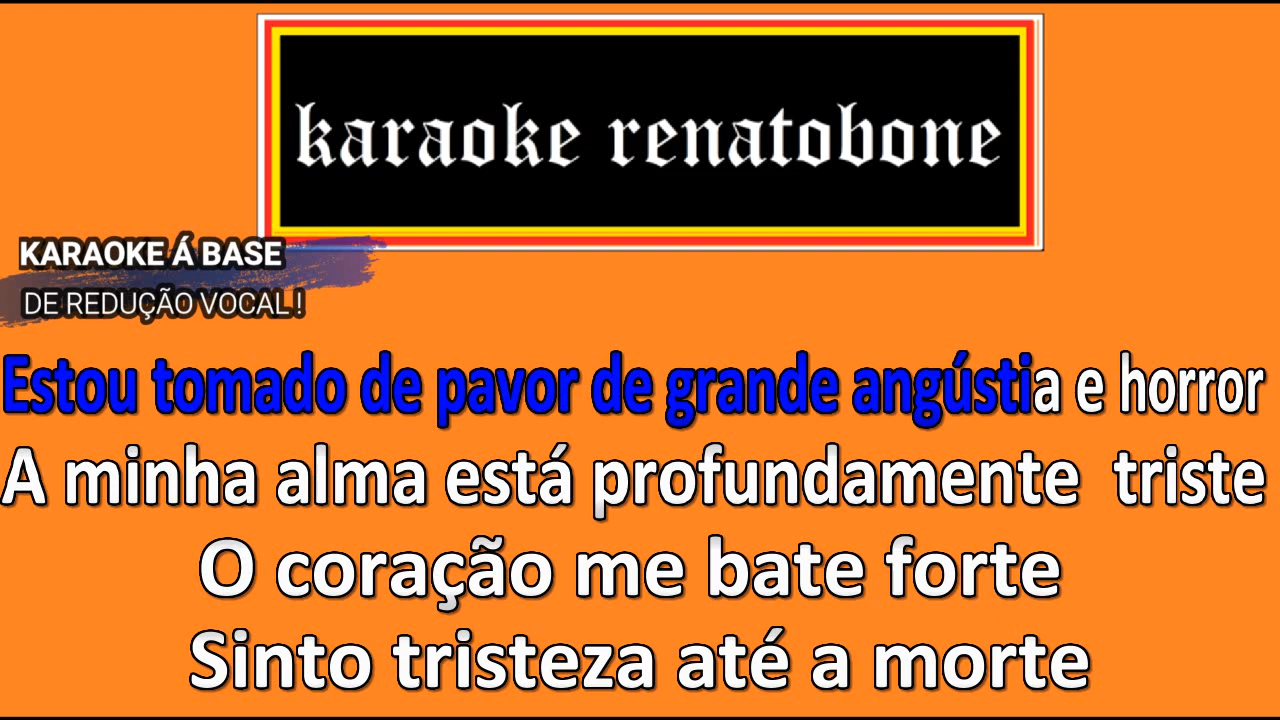 karaoke renatobone
KARAOKE Á BASE
DE REDUÇÃO VOCAL !
Estou tomado de pavor de grande angústia e horror
A minha alma está profundamente triste
O coração me bate forte
Sinto tristeza até a morte